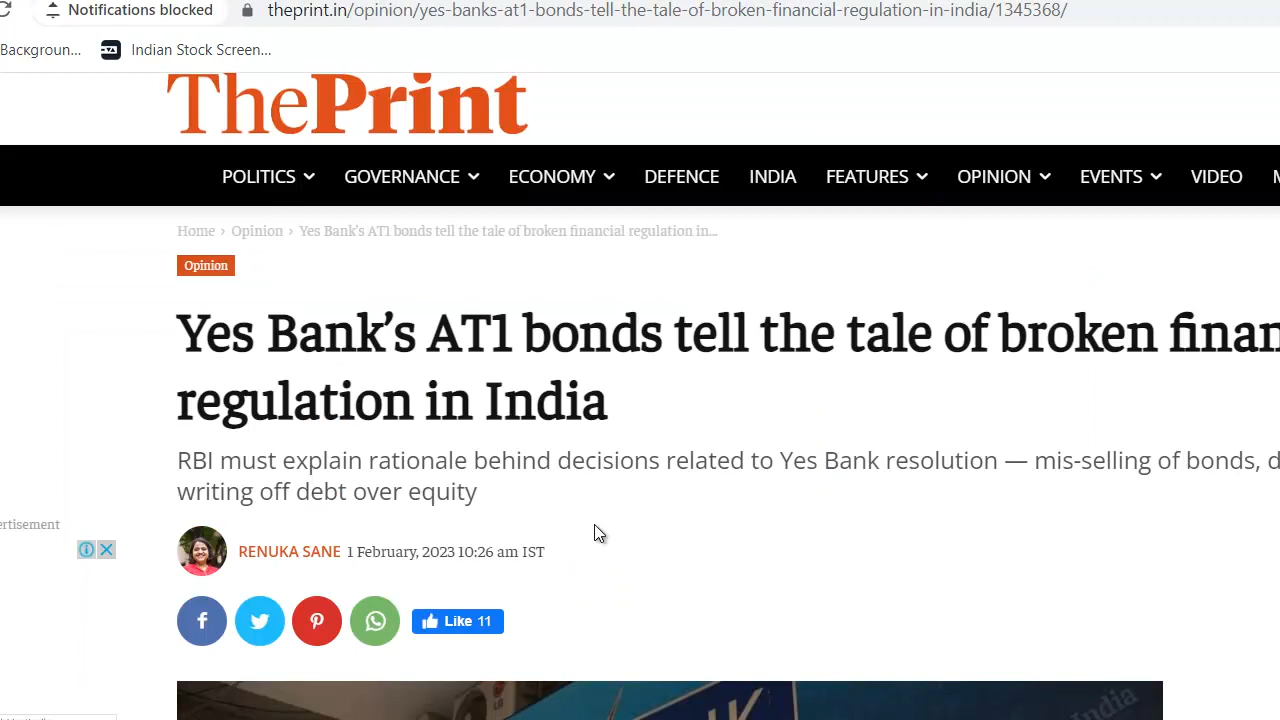 Notifications blocked
theprint.in/opinion/yes-banks-at1-bonds-tell-the-tale-of-broken-financial-regulation-in-india/1345368/
Backgroun... Indian Stock Screen...
ThePrint
POLITICS GOVERNANCE ECONOMY DEFENCE INDIA FEATURES OPINION EVENTS VIDEO M
Home › Opinion › Yes Bank's AT1 bonds tell the tale of broken financial regulation in...
Opinion
Yes Bank’s AT1 bonds tell the tale of broken finan
regulation in India
RBI must explain rationale behind decisions related to Yes Bank resolution — mis-selling of bonds, d
writing off debt over equity
ertisement
RENUKA SANE 1 February, 2023 10:26 am IST
Like 11
India